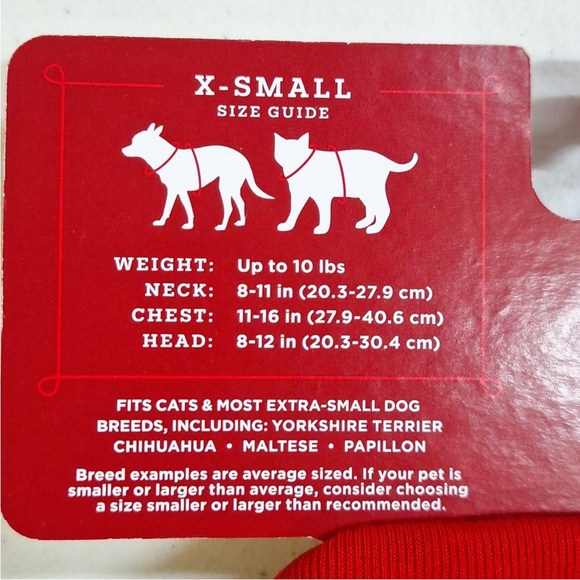 X-SMALL
SIZE GUIDE
WEIGHT: Up to 10 lbs
NECK: 8-11 in (20.3-27.9 cm)
CHEST: 11-16 in (27.9-40.6 cm)
HEAD: 8-12 in (20.3-30.4 cm)
FITS CATS & MOST EXTRA-SMALL DOG
BREEDS, INCLUDING: YORKSHIRE TERRIER
CHIHUAHUA • MALTESE • PAPILLON
Breed examples are average sized. If your pet is
smaller or larger than average, consider choosing
a size smaller or larger than recommended.